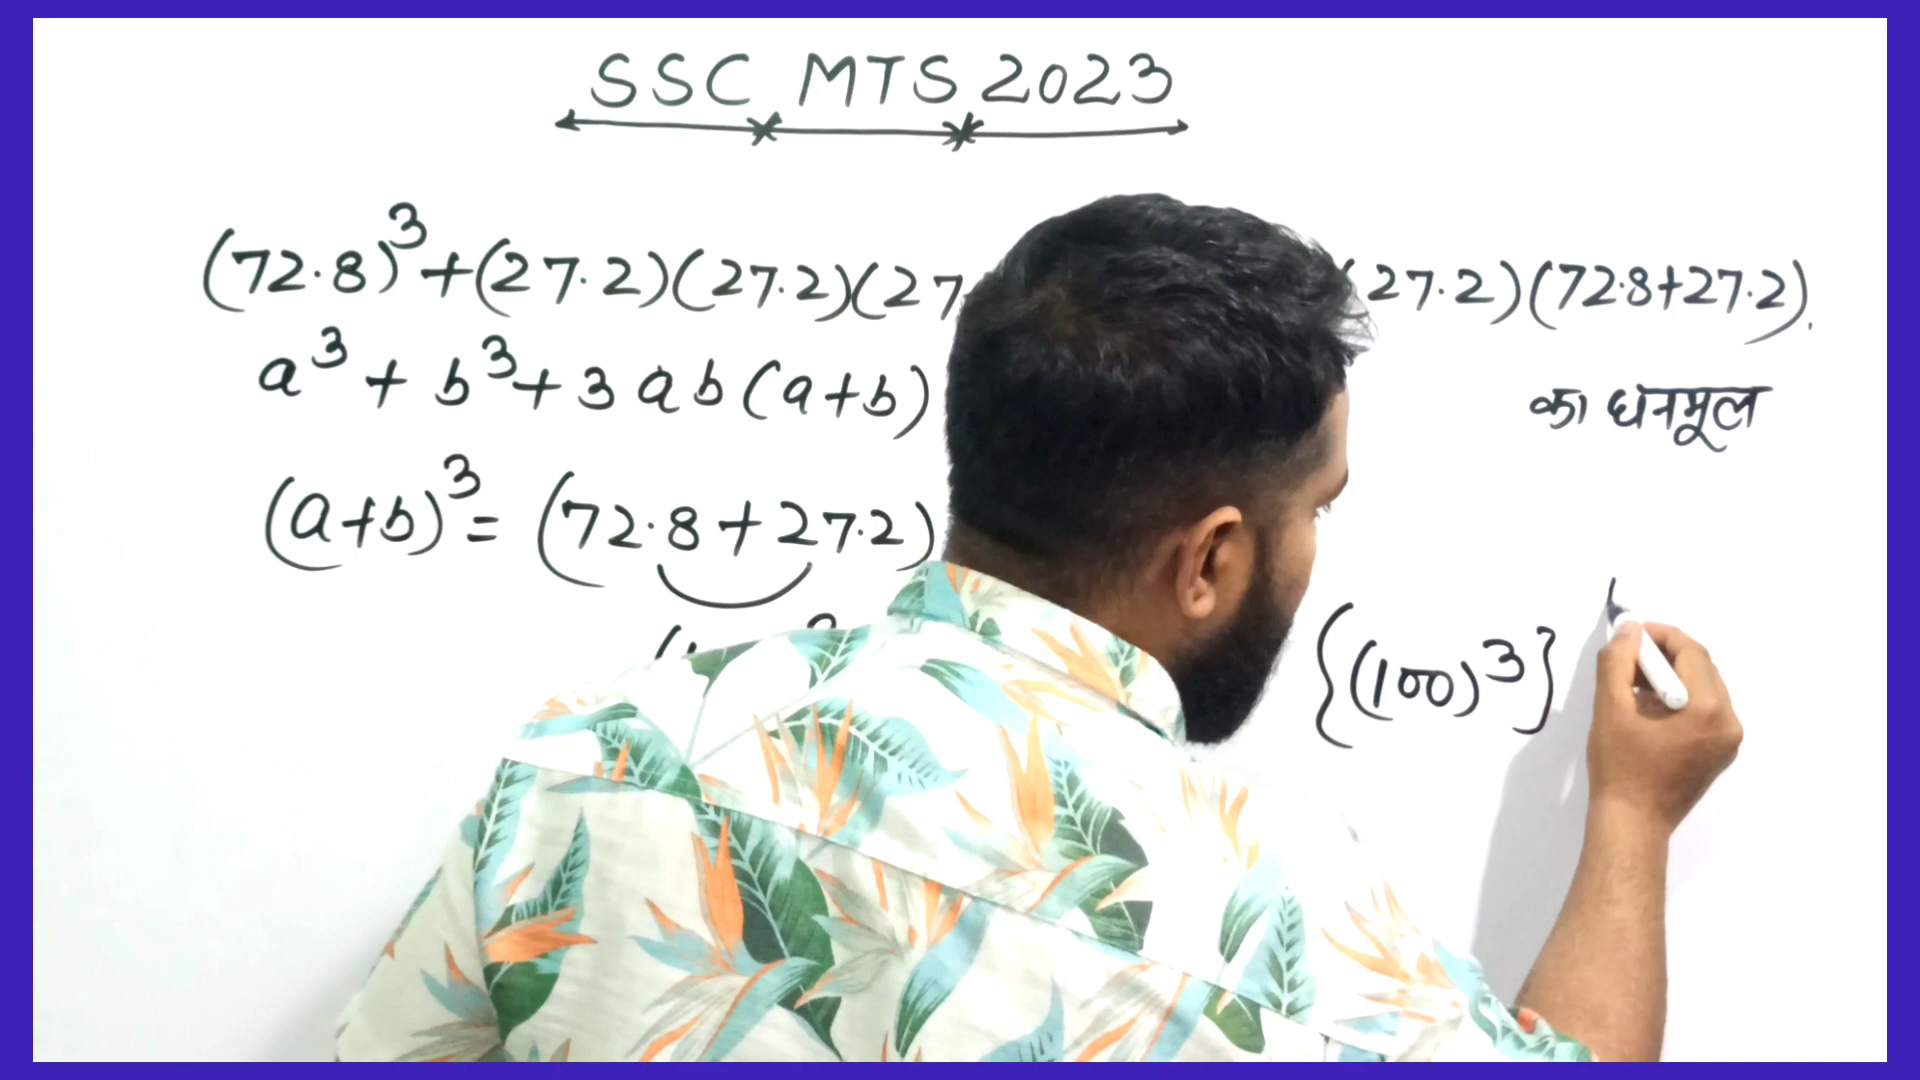 SSC MTS 2023
(72.8)³+(27.2)(27.2)(27 (27.2)(72.8+27.2).
a³ + b³+3ab(a+b)
का घनमूल
(a+b)³= (72.8+27.2)
{(100)³}